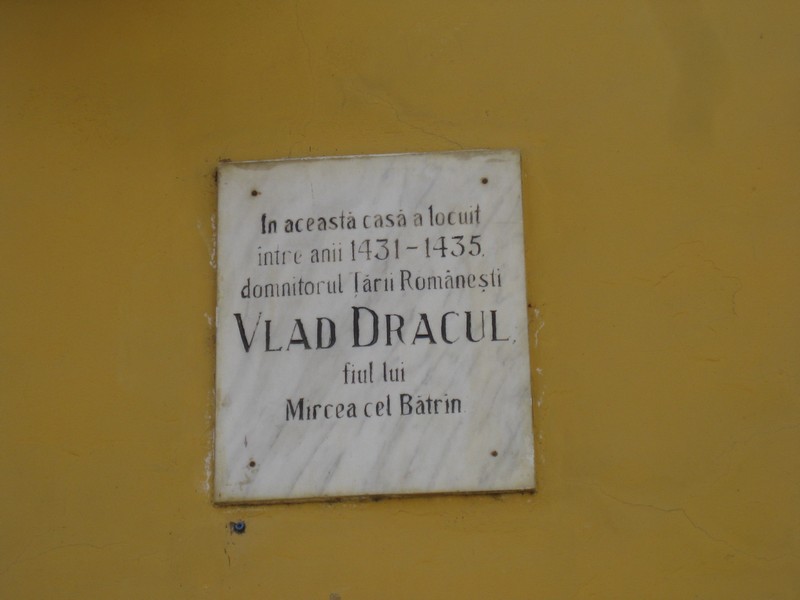 In această casă a locuit
între anii 1431-1435,
domnitorul Țării Românești
VLAD DRACUL,
fiul lui
Mircea cel Bătrîn